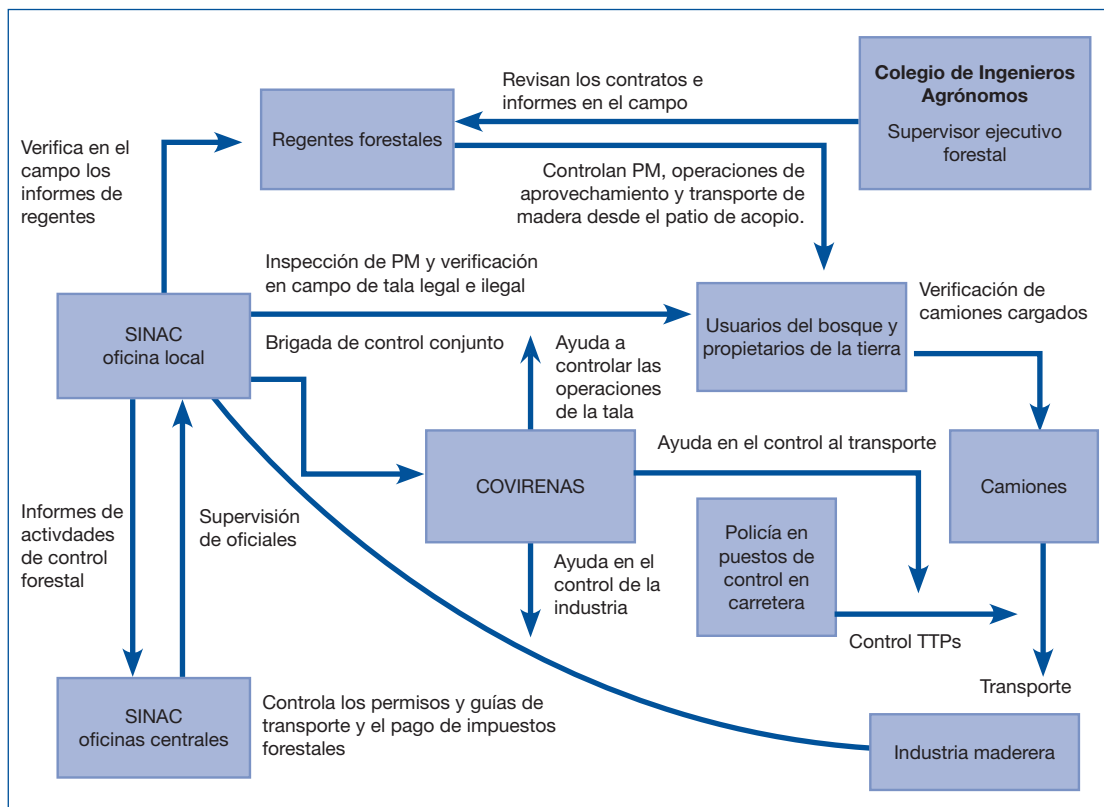 Revisan los contratos e
informes en el campo
Colegio de Ingenieros
Agrónomos
Supervisor ejecutivo
forestal
Regentes forestales
Verifica en el
campo los
informes de
regentes
Controlan PM, operaciones de
aprovechamiento y transporte de
madera desde el patio de acopio.
Inspección de PM y verificación
en campo de tala legal e ilegal
SINAC
oficina local
Usuarios del bosque y
propietarios de la tierra
Verificación de
camiones cargados
Brigada de control conjunto
Ayuda a
controlar las
operaciones
de la tala
Ayuda en el control al transporte
COVIRENAS
Camiones
Informes de
activdades
de control
forestal
Supervisión
de oficiales
Policía en
puestos de
control en
carretera
Ayuda en el
control de la
industria
Control TTPs
Transporte
SINAC
oficinas centrales
Controla los permisos y guías de
transporte y el pago de impuestos
forestales
Industria maderera